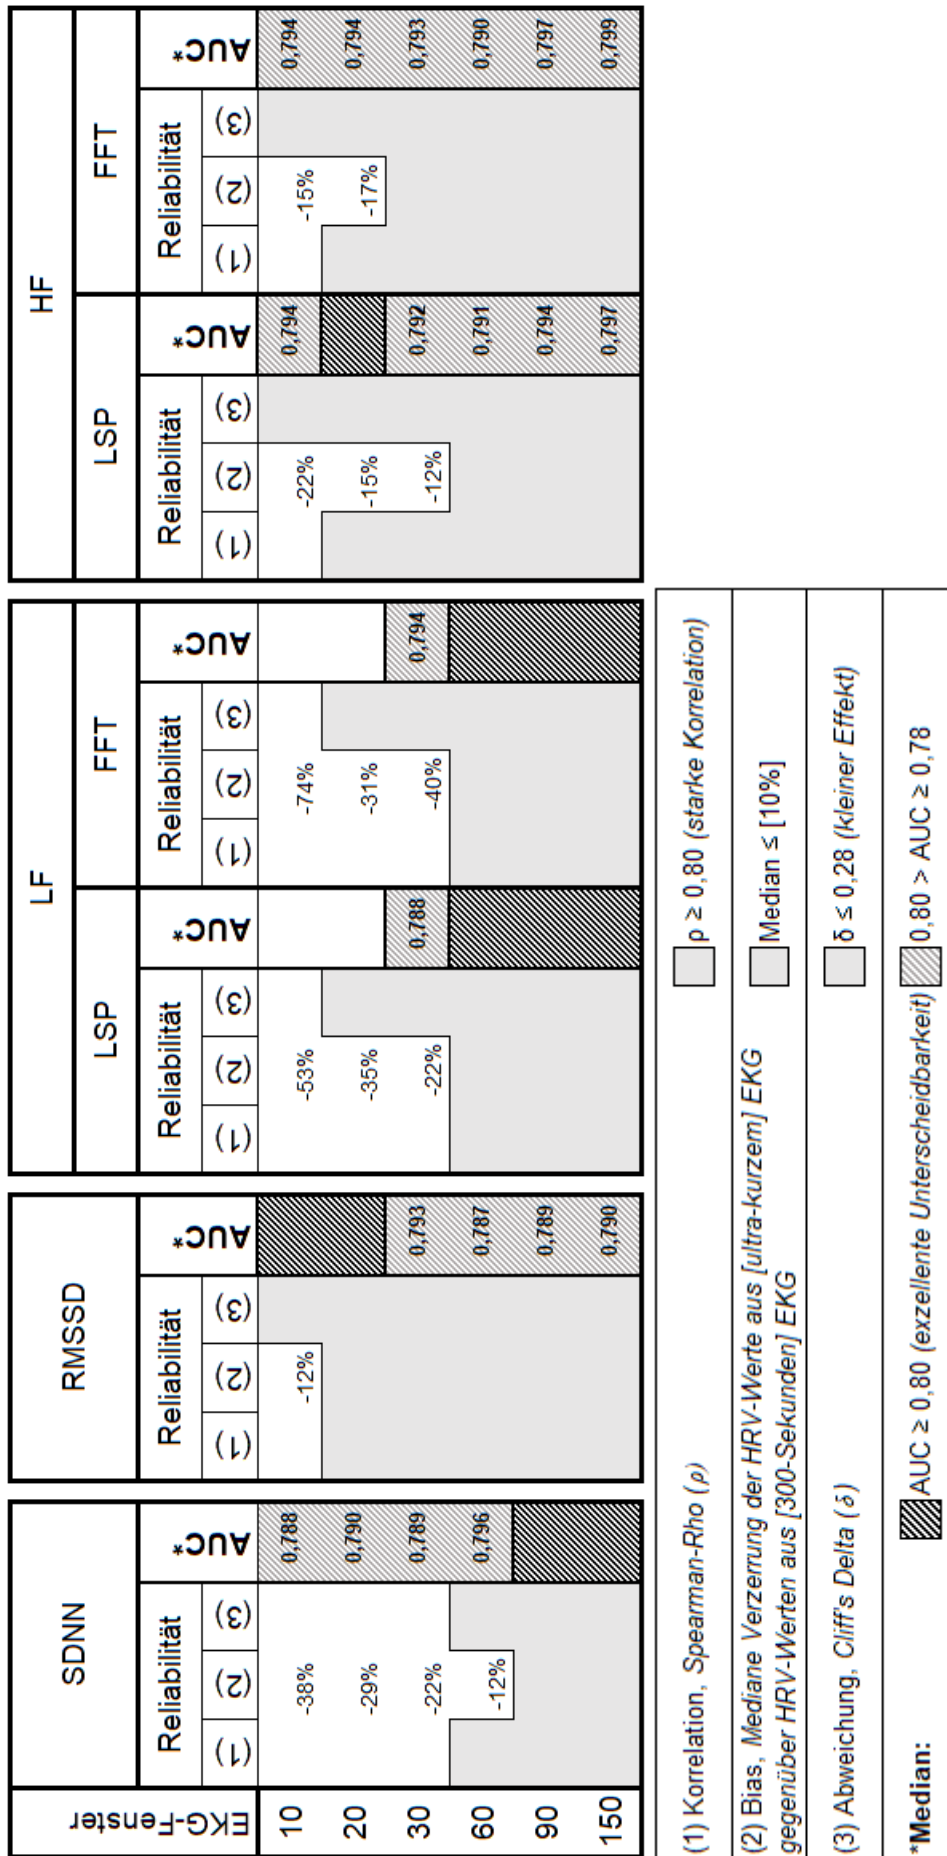 SDNN RMSSD LF HF
LSP FFT LSP FFT
EKG-Fenster Reliabilität AUC* Reliabilität AUC* Reliabilität AUC* Reliabilität AUC* Reliabilität AUC* Reliabilität AUC*
(1) (2) (3) (1) (2) (3) (1) (2) (3) (1) (2) (3) (1) (2) (3) (1) (2) (3)
10 -38% 0,788 -12% -53% -74% -22% 0,794 -15% 0,794
20 -29% 0,790 -35% -31% -15% -17% 0,794
30 -22% 0,789 0,793 -22% 0,788 -40% 0,794 -12% 0,792 0,793
60 -12% 0,796 0,787 0,791 0,790
90 0,789 0,794 0,797
150 0,790 0,797 0,799
(1) Korrelation, Spearman-Rho (ρ) ρ ≥ 0,80 (starke Korrelation)
(2) Bias, Mediane Verzerrung der HRV-Werte aus [ultra-kurzem] EKG
gegenüber HRV-Werten aus [300-Sekunden] EKG Median ≤ [10%]
(3) Abweichung, Cliff's Delta (δ) δ ≤ 0,28 (kleiner Effekt)
*Median: AUC ≥ 0,80 (exzellente Unterscheidbarkeit) 0,80 > AUC ≥ 0,78